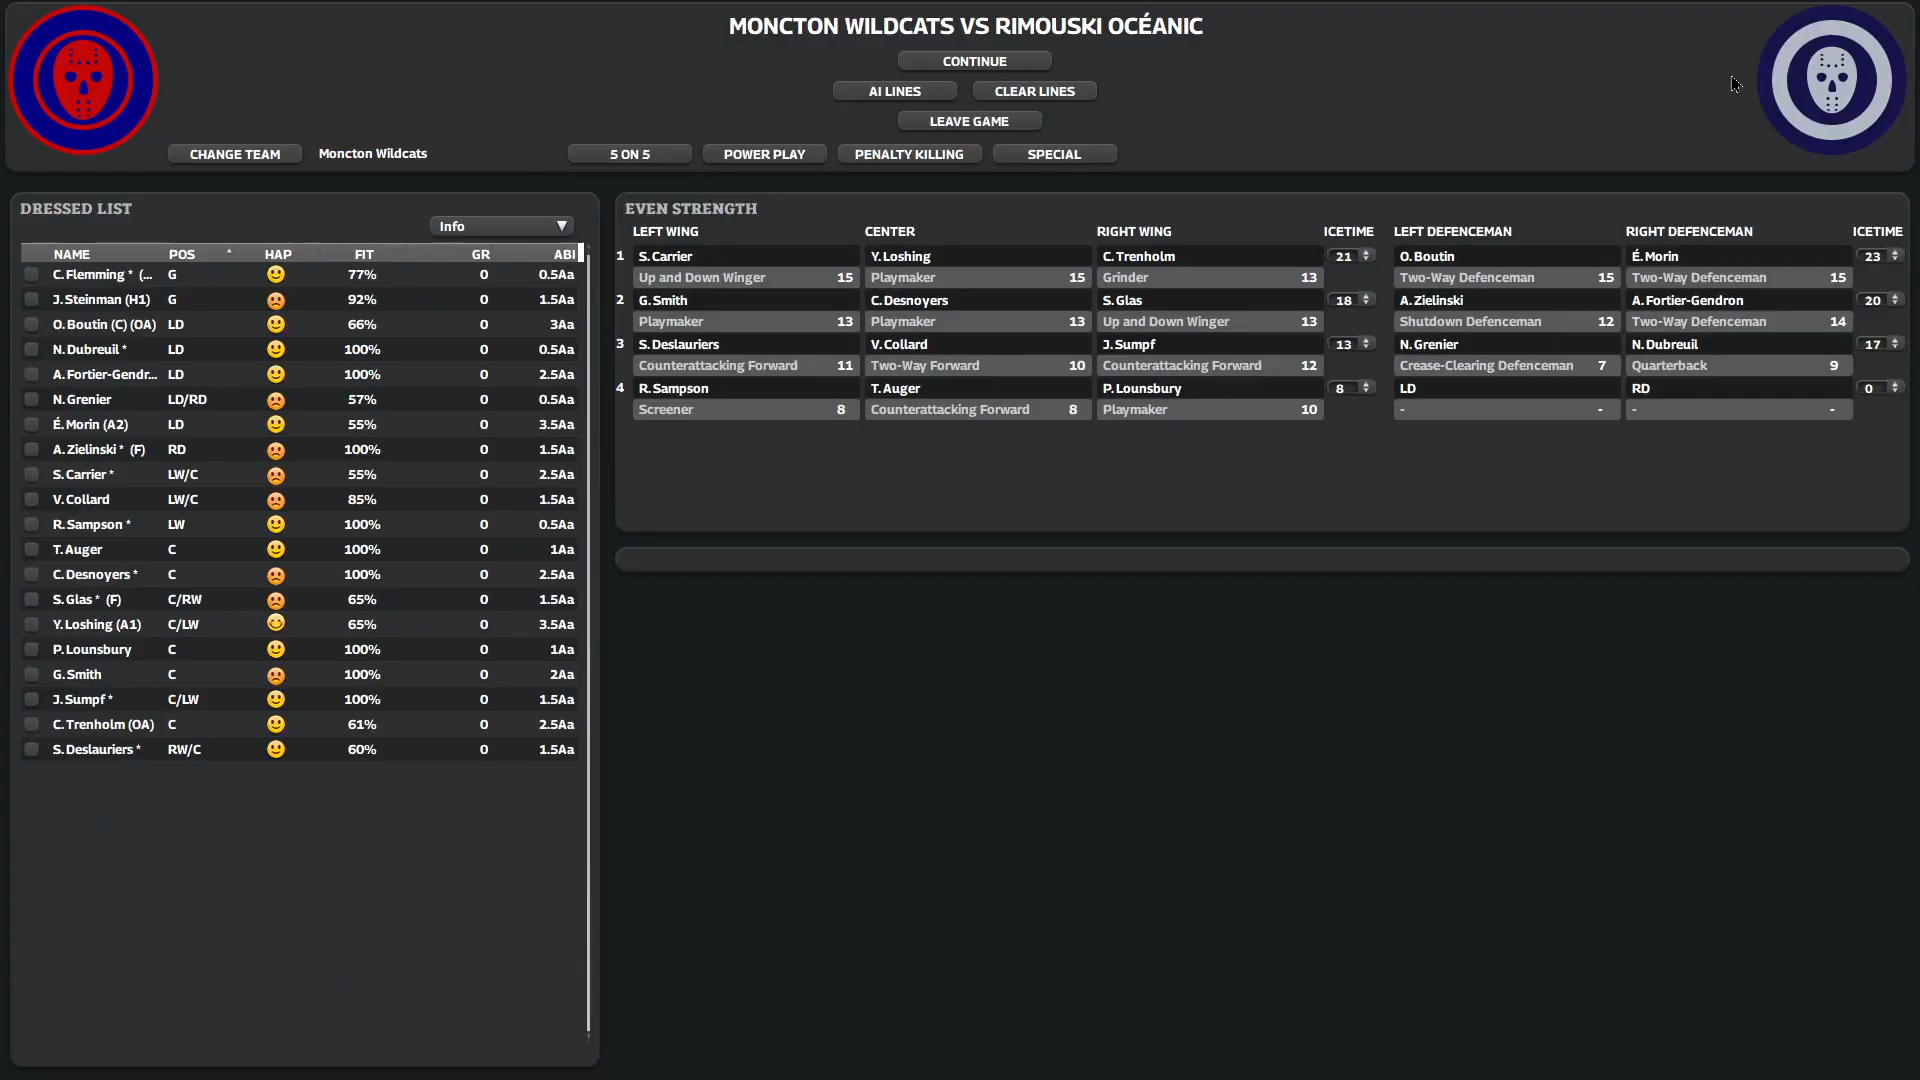 MONCTON WILDCATS VS RIMOUSKI OCÉANIC
CONTINUE
AI LINES CLEAR LINES
LEAVE GAME
CHANGE TEAM Moncton Wildcats 5 ON 5 POWER PLAY PENALTY KILLING SPECIAL
DRESSED LIST
Info
NAME POS HAP FIT GR ABI
C. Flemming * (... G 77% 0 0.5Aa
J. Steinman (H1) G 92% 0 1.5Aa
O. Boutin (C) (OA) LD 66% 0 3Aa
N. Dubreuil * LD 100% 0 0.5Aa
A. Fortier-Gendr... LD 100% 0 2.5Aa
N. Grenier LD/RD 57% 0 0.5Aa
É. Morin (A2) LD 55% 0 3.5Aa
A. Zielinski * (F) RD 100% 0 1.5Aa
S. Carrier * LW/C 55% 0 2.5Aa
V. Collard LW/C 85% 0 1.5Aa
R. Sampson * LW 100% 0 0.5Aa
T. Auger C 100% 0 1Aa
C. Desnoyers * C 100% 0 2.5Aa
S. Glas * (F) C/RW 65% 0 1.5Aa
Y. Loshing (A1) C/LW 65% 0 3.5Aa
P. Lounsbury C 100% 0 1Aa
G. Smith C 100% 0 2Aa
J. Sumpf * C/LW 100% 0 1.5Aa
C. Trenholm (OA) C 61% 0 2.5Aa
S. Deslauriers * RW/C 60% 0 1.5Aa
EVEN STRENGTH
LEFT WING CENTER RIGHT WING ICETIME LEFT DEFENCEMAN RIGHT DEFENCEMAN ICETIME
1 S. Carrier Y. Loshing C. Trenholm 21 O. Boutin É. Morin 23
Up and Down Winger 15 Playmaker 15 Grinder 13 Two-Way Defenceman 15 Two-Way Defenceman 15
2 G. Smith C. Desnoyers S. Glas 18 A. Zielinski A. Fortier-Gendron 20
Playmaker 13 Playmaker 13 Up and Down Winger 13 Shutdown Defenceman 12 Two-Way Defenceman 14
3 S. Deslauriers V. Collard J. Sumpf 13 N. Grenier N. Dubreuil 17
Counterattacking Forward 11 Two-Way Forward 10 Counterattacking Forward 12 Crease-Clearing Defenceman 7 Quarterback 9
4 R. Sampson T. Auger P. Lounsbury 8 LD RD 0
Screener 8 Counterattacking Forward 8 Playmaker 10 - - - -